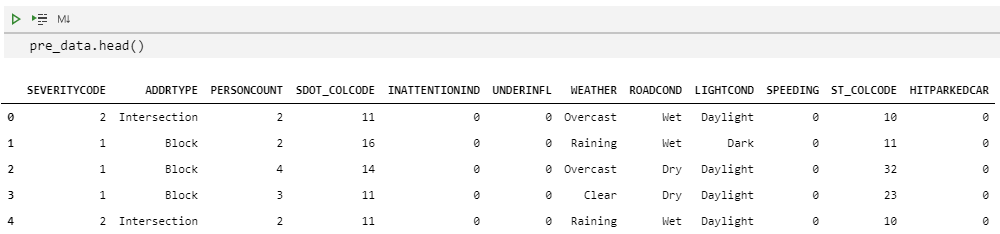 M↓
pre_data.head()
SEVERITYCODE ADDRTYPE PERSONCOUNT SDOT_COLCODE INATTENTIONIND UNDERINFL WEATHER ROADCOND LIGHTCOND SPEEDING ST_COLCODE HITPARKEDCAR
0 2 Intersection 2 11 0 0 Overcast Wet Daylight 0 10 0
1 1 Block 2 16 0 0 Raining Wet Dark 0 11 0
2 1 Block 4 14 0 0 Overcast Dry Daylight 0 32 0
3 1 Block 3 11 0 0 Clear Dry Daylight 0 23 0
4 2 Intersection 2 11 0 0 Raining Wet Daylight 0 10 0